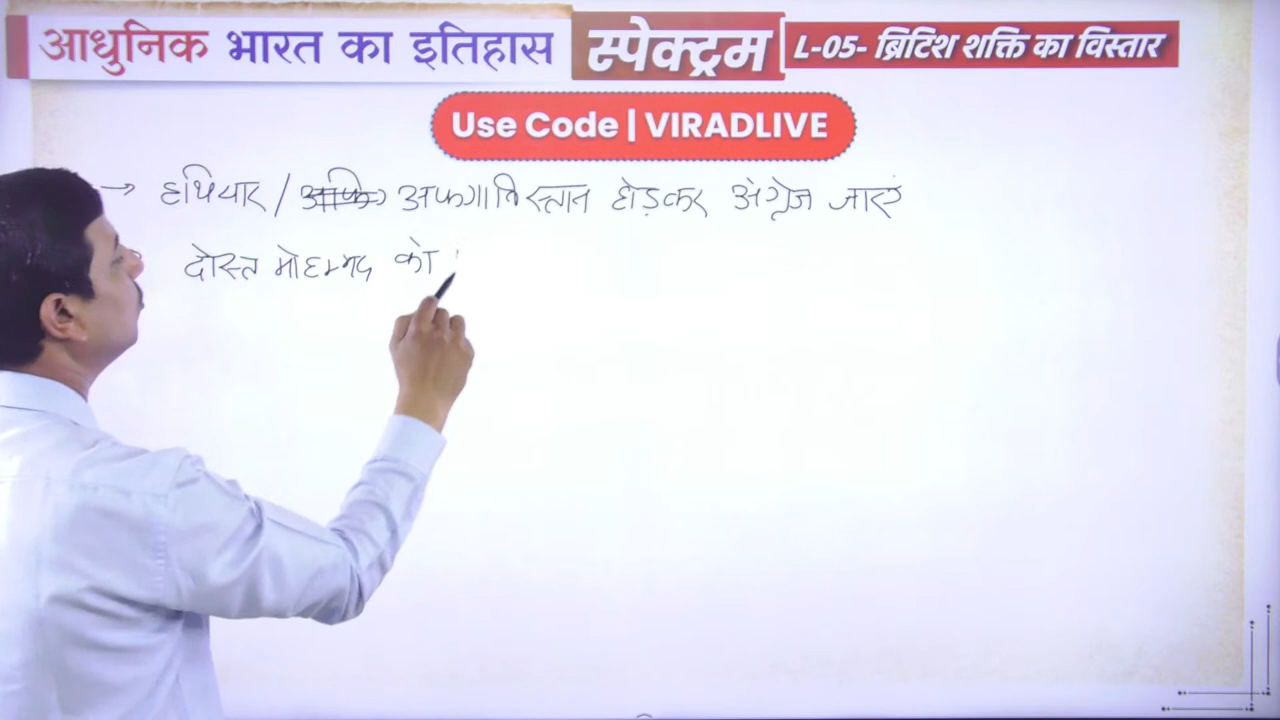 आधुनिक भारत का इतिहास स्पेक्ट्रम L-05- ब्रिटिश शक्ति का विस्तार
Use Code | VIRADLIVE
→ हथियार / अफगानिस्तान छोड़कर अंग्रेज जाएं
दोस्त मोहम्मद को